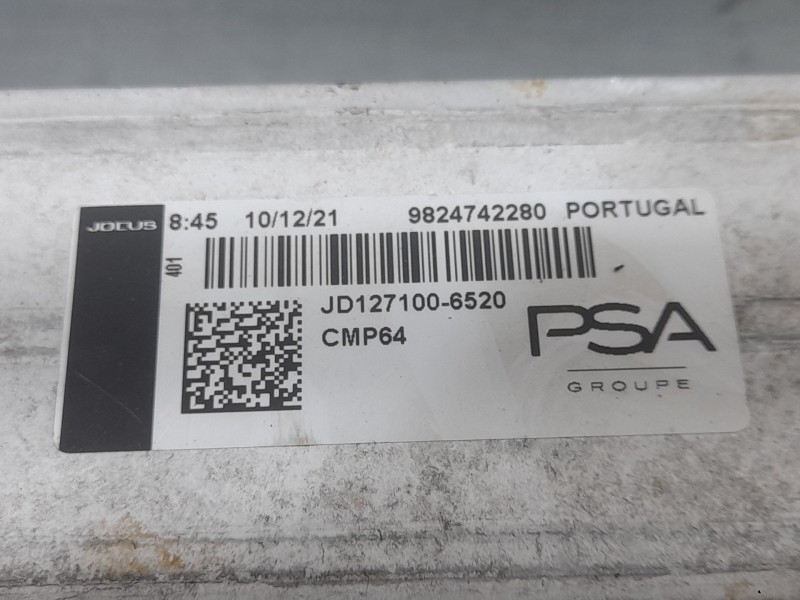 JDEUS 8:45 10/12/21 9824742280 PORTUGAL
401
JD127100-6520
CMP64
PSA
GROUPE